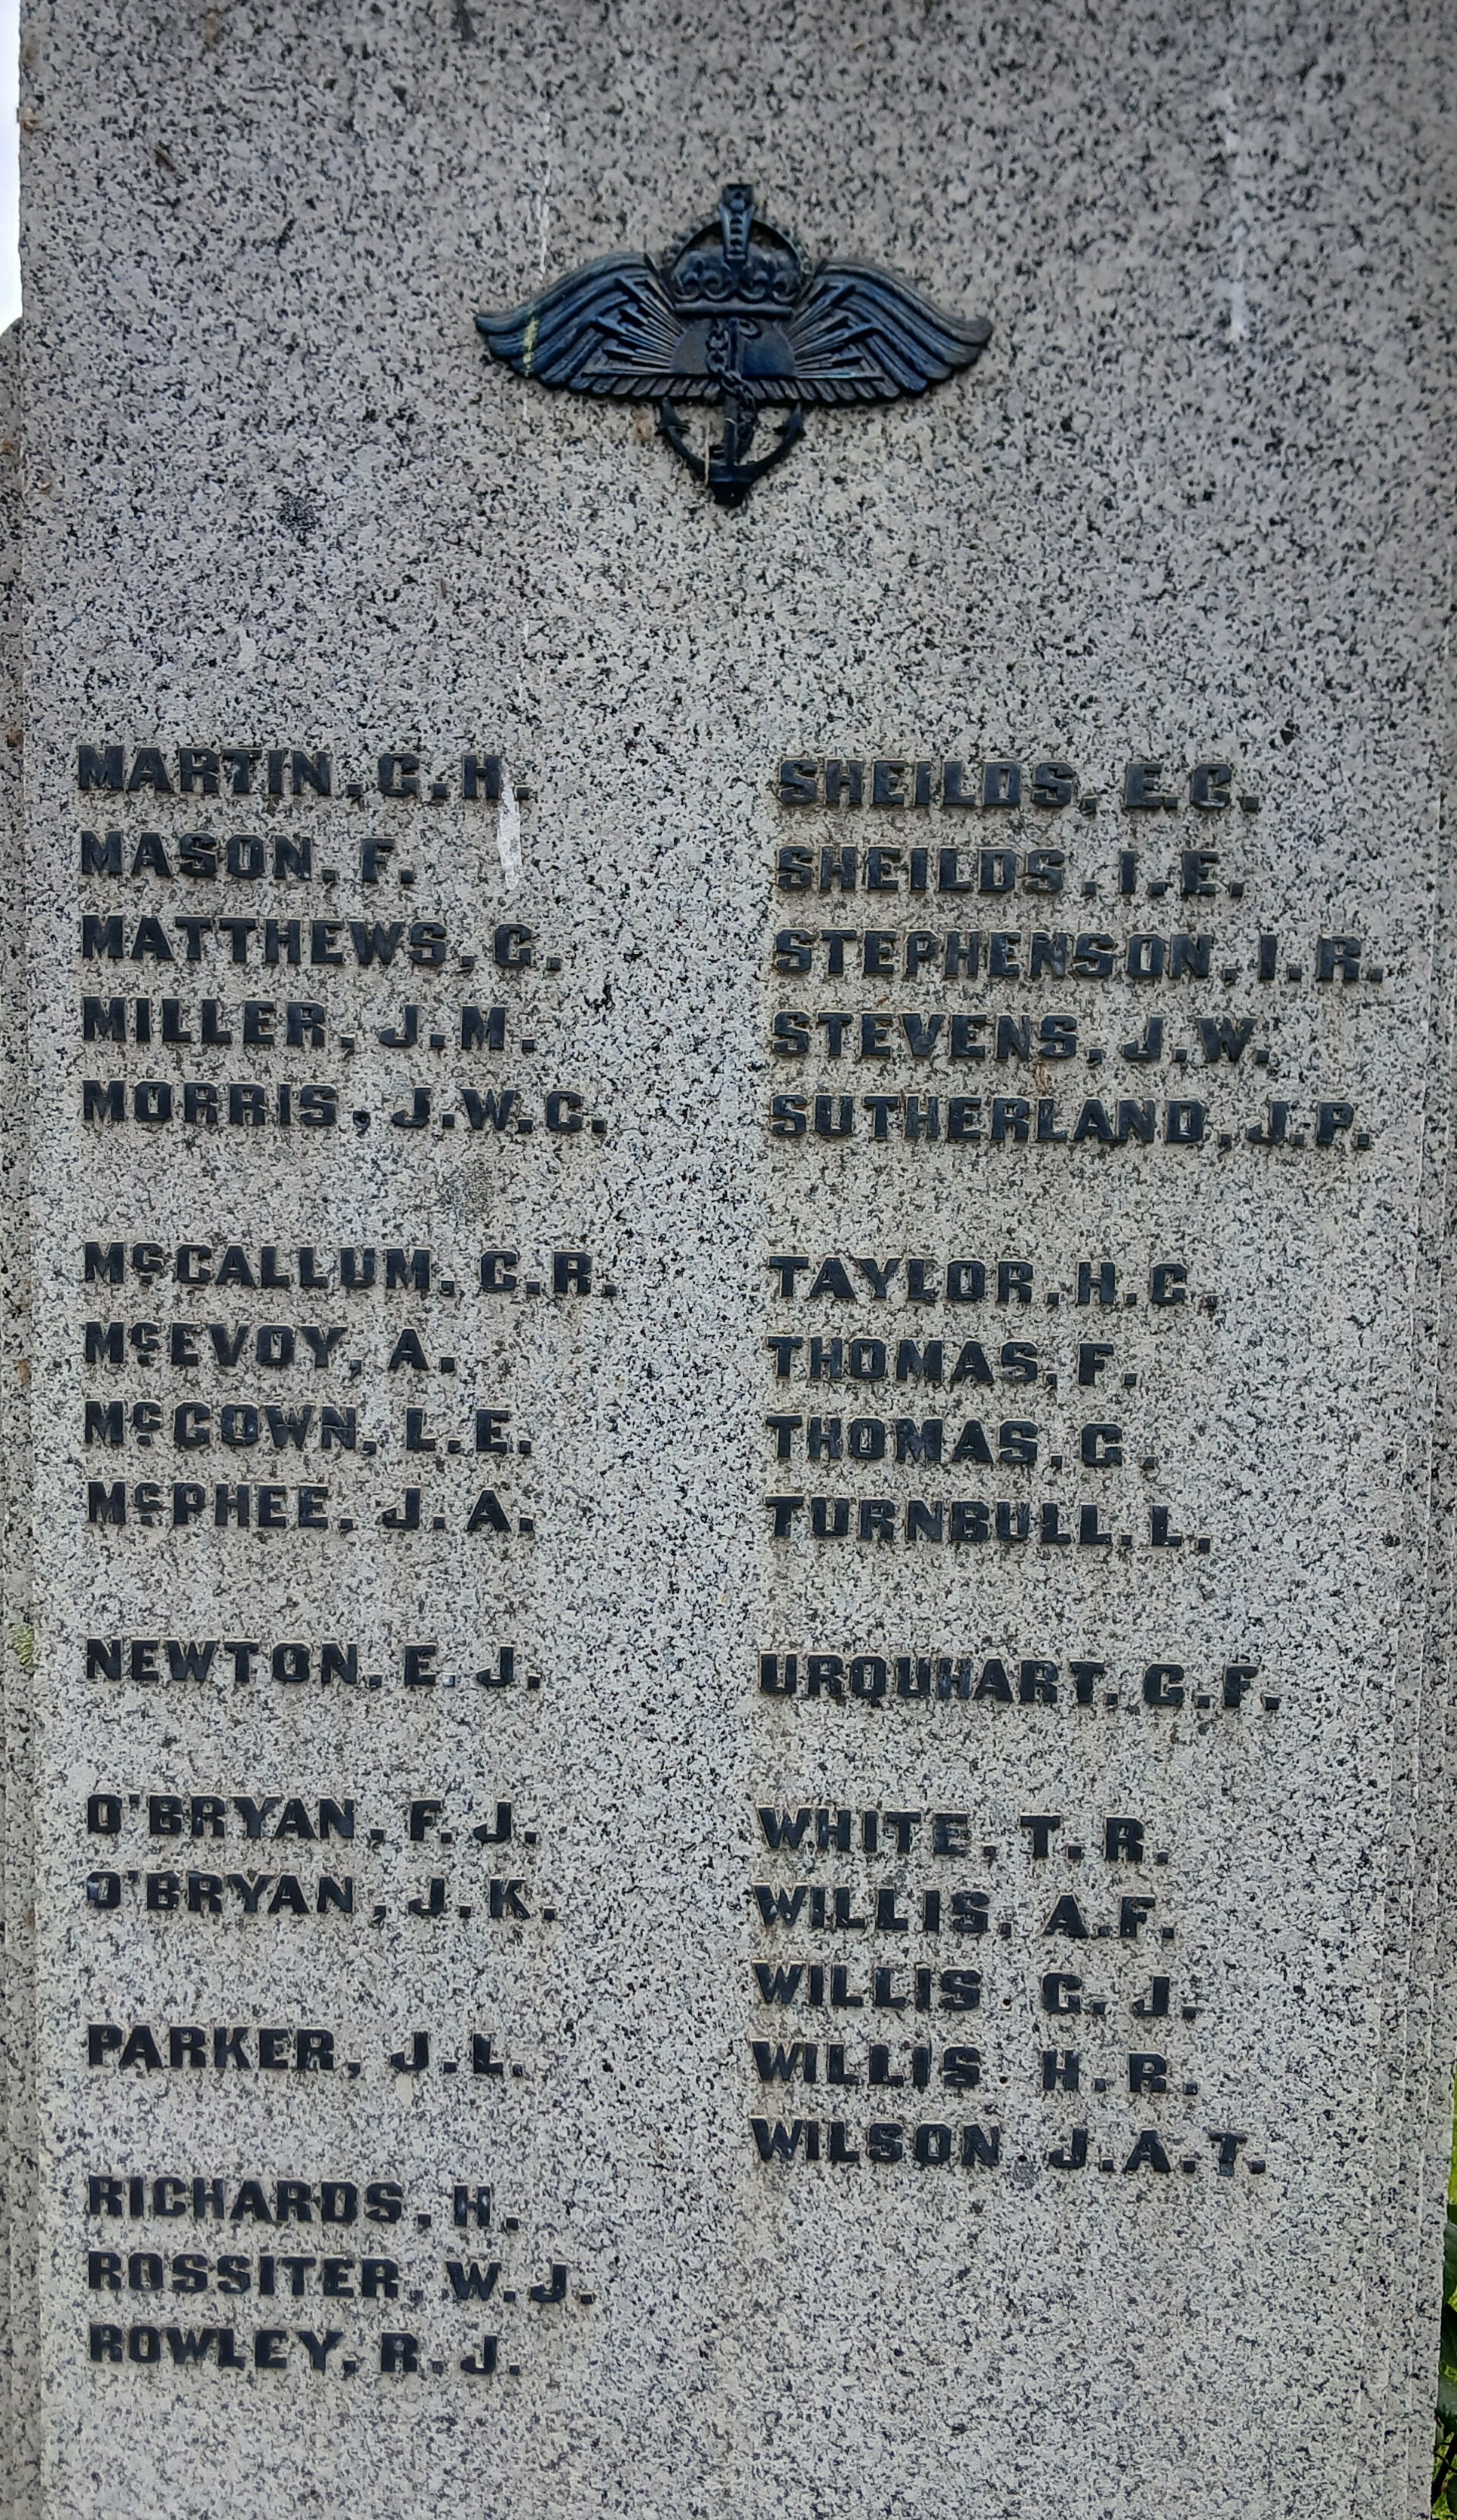 MARTIN, G.H.
MASON, F.
MATTHEWS, G.
MILLER, J.M.
MORRIS, J.W.C.
McCALLUM, C.R.
McEVOY, A.
McGOWN, L.E.
McPHEE, J.A.
NEWTON, E.J.
O'BRYAN, F.J.
O'BRYAN, J.K.
PARKER, J.L.
RICHARDS, H.
ROSSITER, W.J.
ROWLEY, R.J.
SHEILDS, E.C.
SHEILDS, I.E.
STEPHENSON, I.R.
STEVENS, J.W.
SUTHERLAND, J.P.
TAYLOR, H.C.
THOMAS, F.
THOMAS, G.
TURNBULL, L.
URQUHART, G.F.
WHITE, T.R.
WILLIS, A.F.
WILLIS G.J.
WILLIS H.R.
WILSON J.A.T.